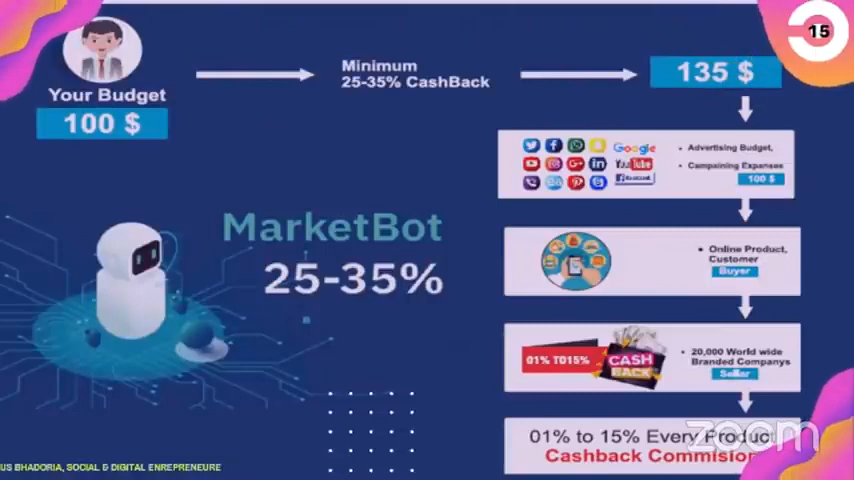 15
Your Budget
100 $
Minimum
25-35% CashBack
135 $
Google
YouTube
facebook
Advertising Budget,
Campaining Expanses
100 $
MarketBot
25-35%
Online Product,
Customer
Buyer
01% TO15%
CASH
BACK
20,000 World wide
Branded Companys
Seller
01% to 15% Every Product
Cashback Commision
zoom
US BHADORIA, SOCIAL & DIGITAL ENREPRENEURE